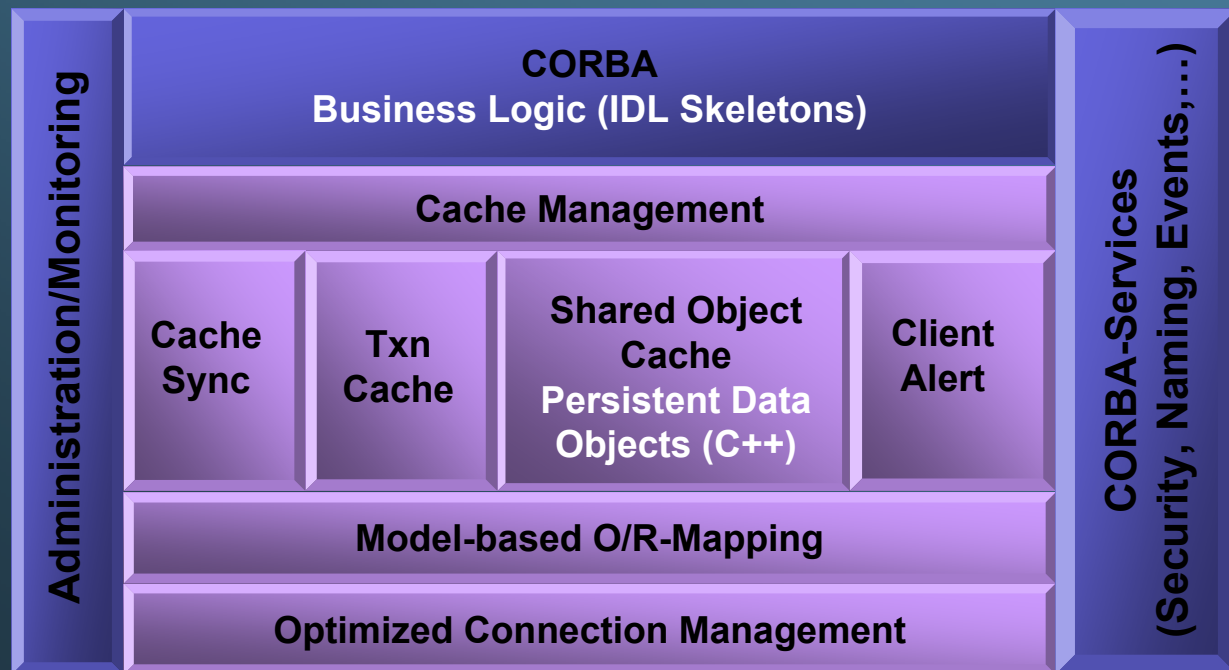 Administration/Monitoring
CORBA
Business Logic (IDL Skeletons)
Cache Management
Cache
Sync
Txn
Cache
Shared Object
Cache
Persistent Data
Objects (C++)
Client
Alert
Model-based O/R-Mapping
Optimized Connection Management
CORBA-Services
(Security, Naming, Events,…)